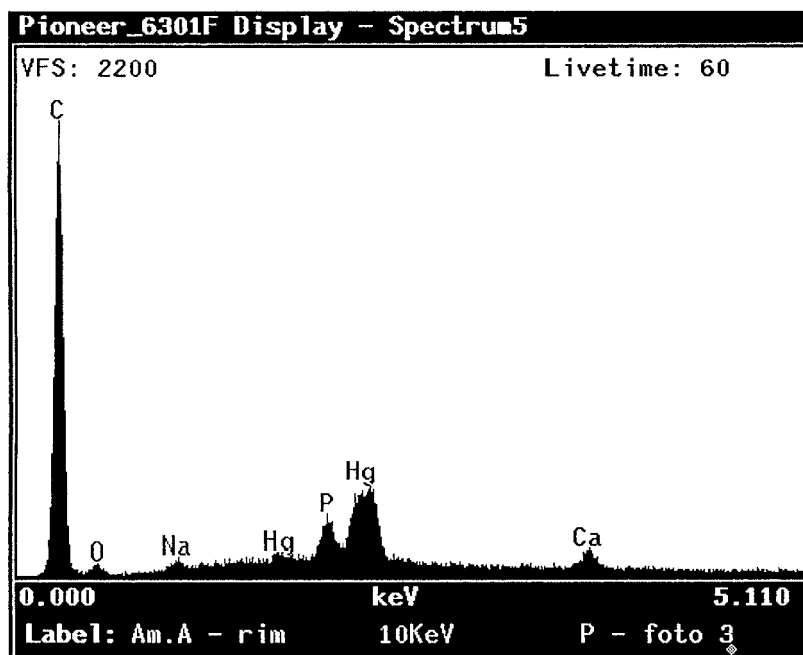 Pioneer_6301F Display - Spectrum5
VFS: 2200 Livetime: 60
C
Hg
P
Ca
O Na Hg
0.000 keV 5.110
Label: Am.A - rim 10KeV P - foto 3